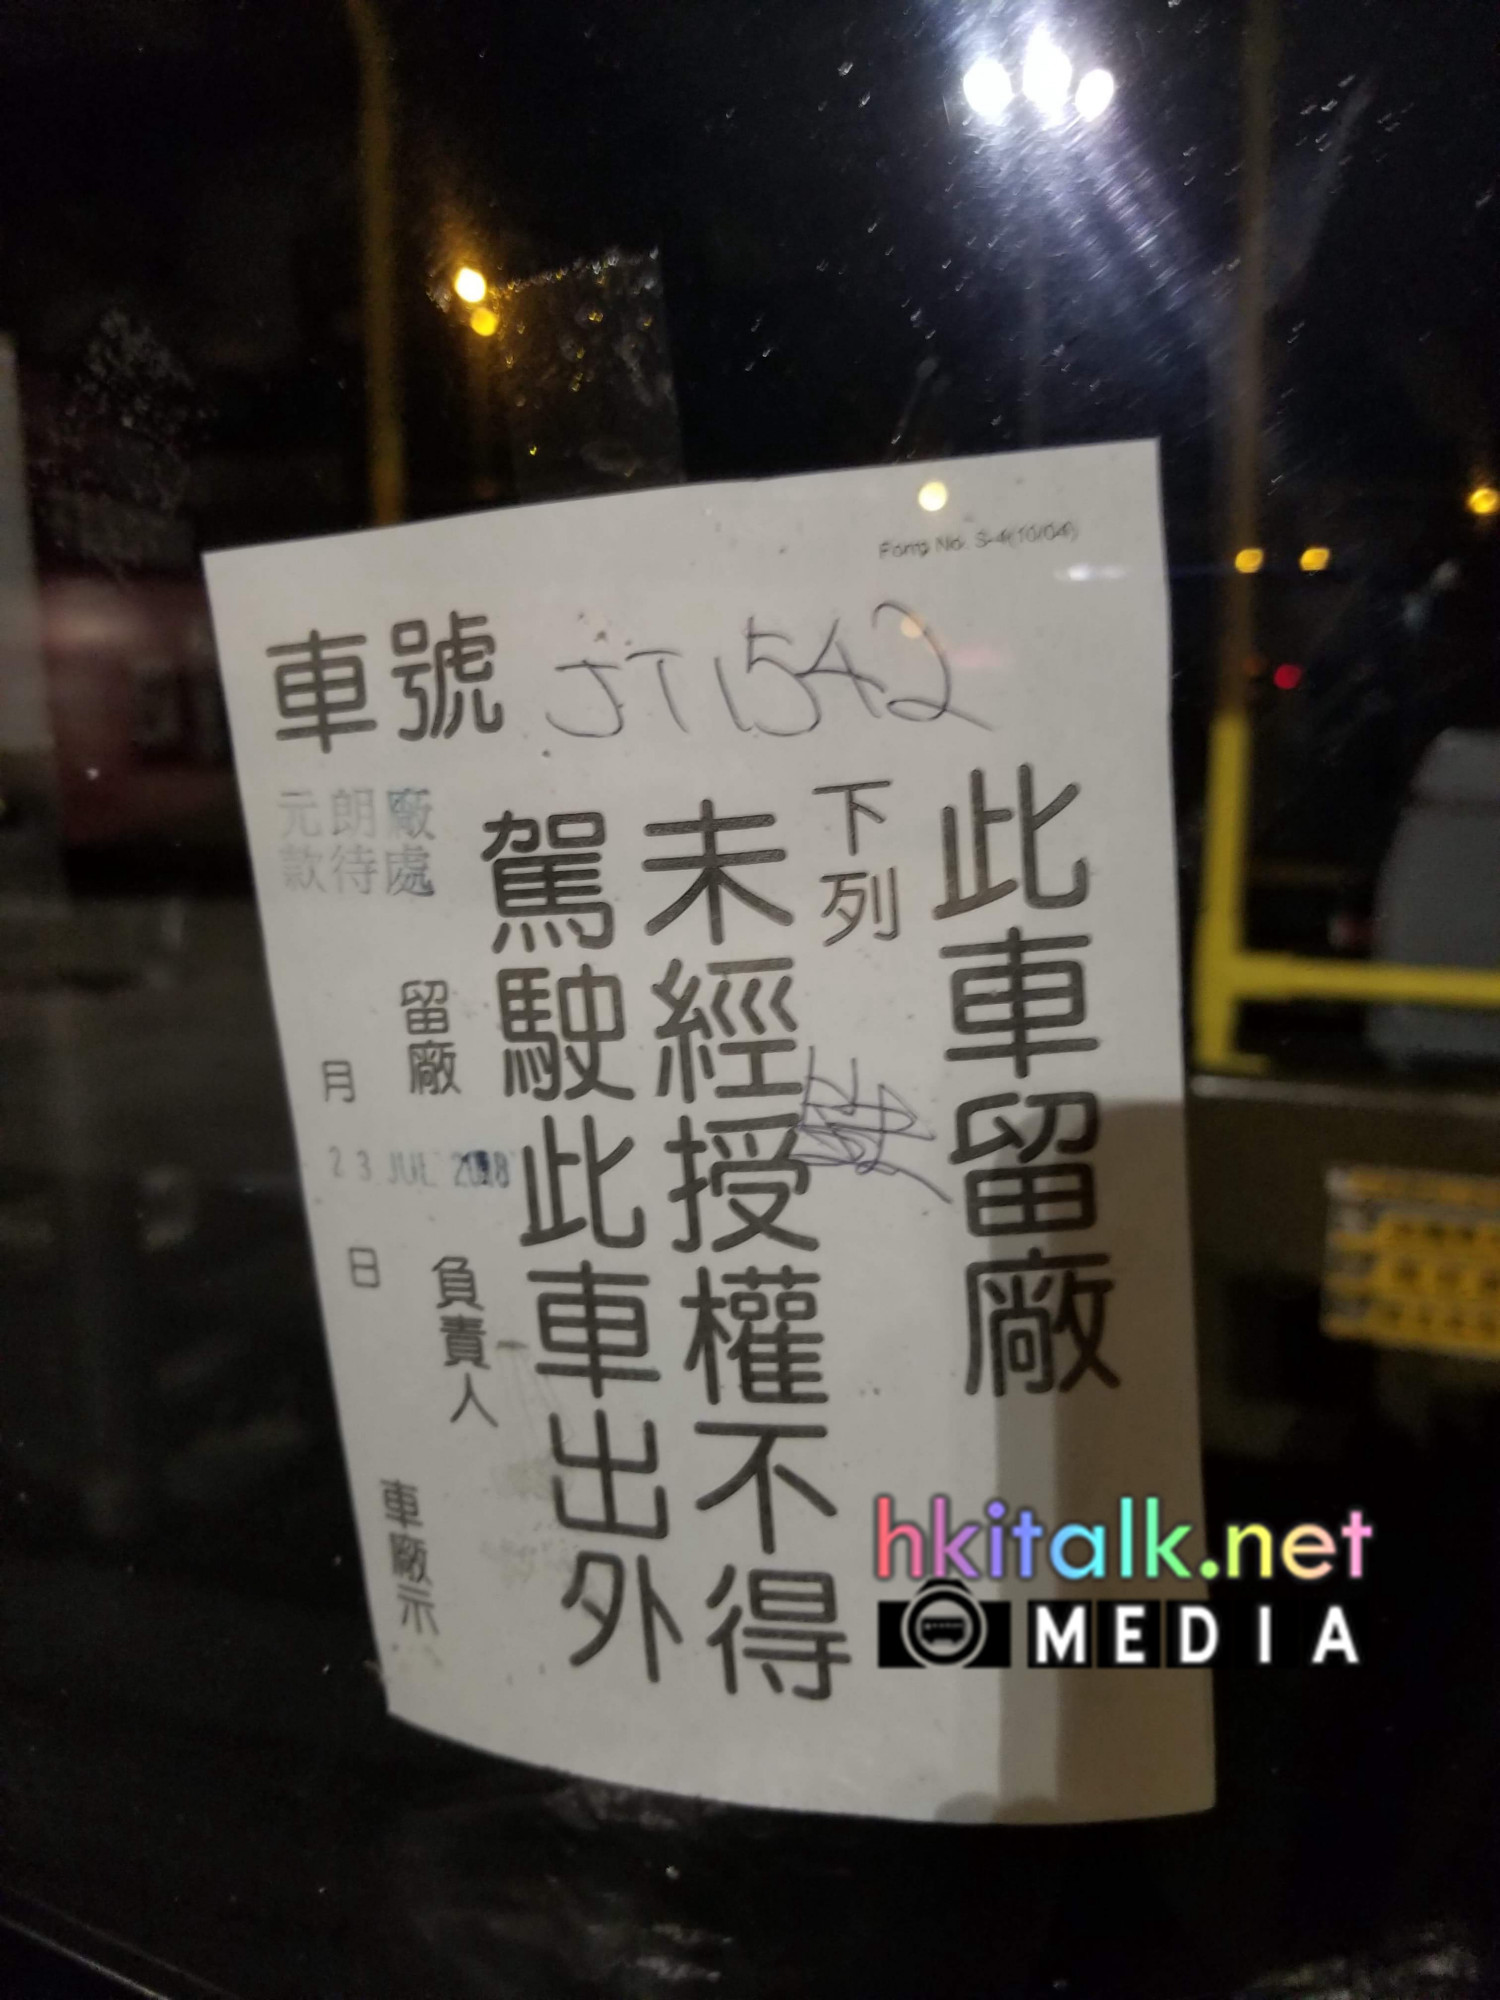 Form No. S-4(10/04)
車號 JT1542
此車留廠
下列
未經授權不得
駕駛此車出外
元朗廠
款待處
留廠
負責人
月
23 JUL 2018
日
車廠示
hkitalk.net
MEDIA